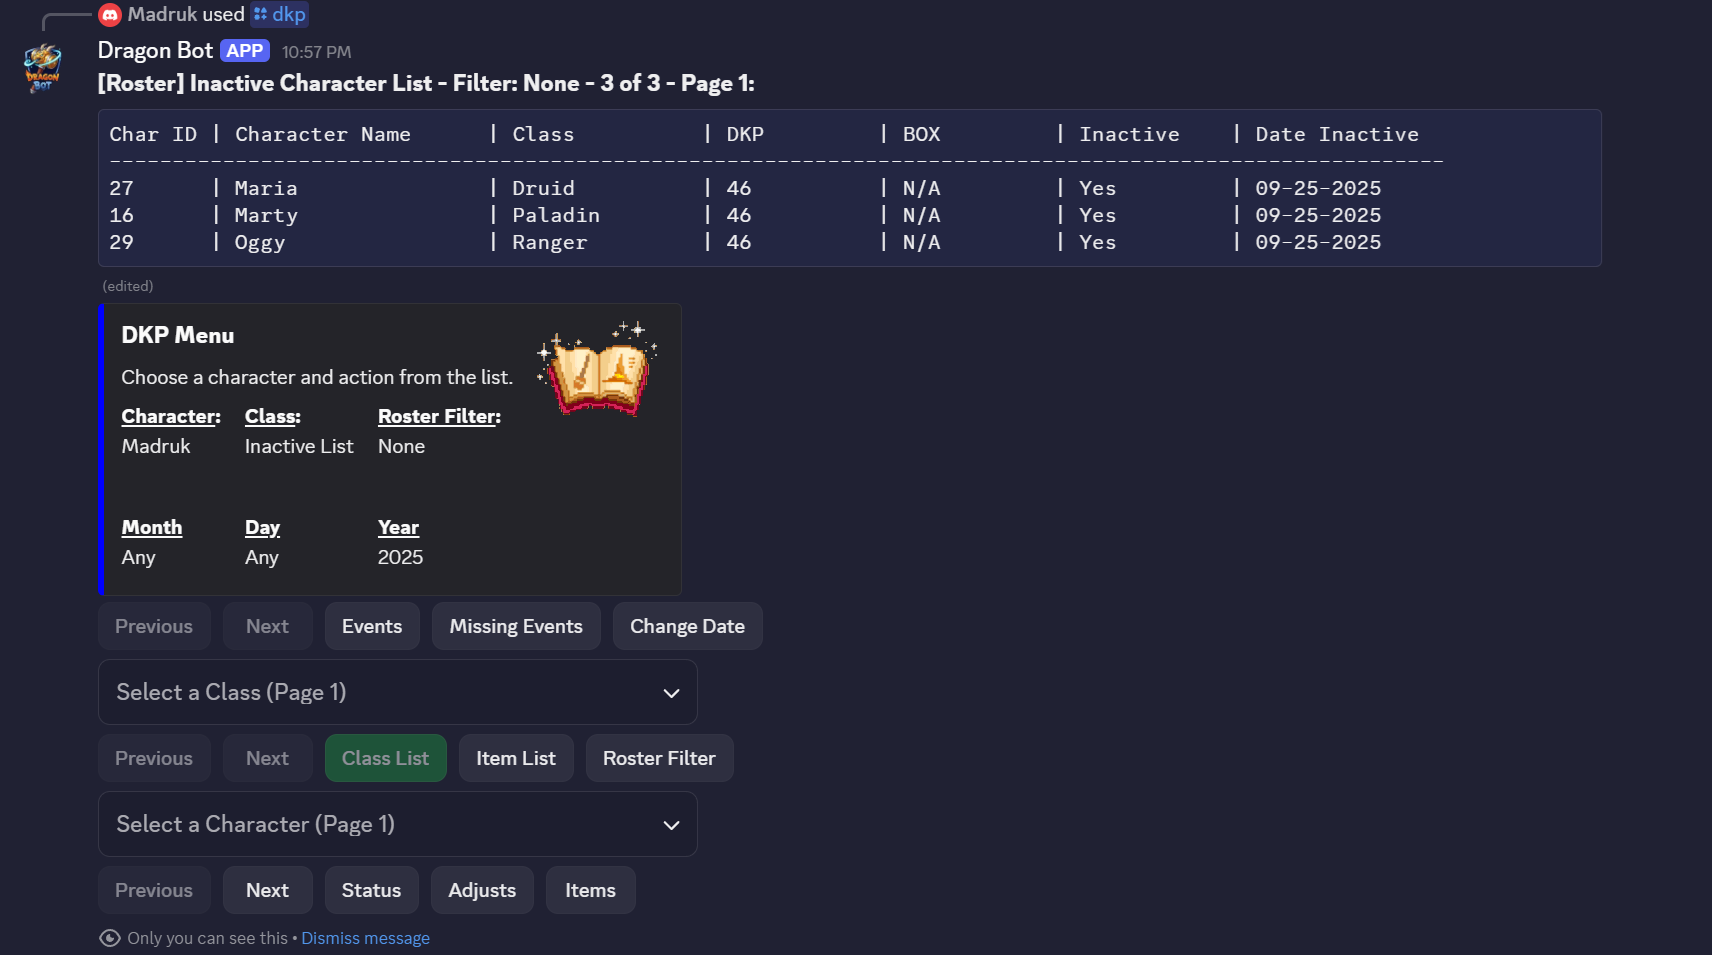 Madruk used dkp
Dragon Bot APP 10:57 PM
DRAGON
BOT
[Roster] Inactive Character List - Filter: None - 3 of 3 - Page 1:
Char ID | Character Name | Class | DKP | BOX | Inactive | Date Inactive
----------------------------------------------------------------------------------------------------------
27 | Maria | Druid | 46 | N/A | Yes | 09-25-2025
16 | Marty | Paladin | 46 | N/A | Yes | 09-25-2025
29 | Oggy | Ranger | 46 | N/A | Yes | 09-25-2025
(edited)
DKP Menu
Choose a character and action from the list.
Character: Class: Roster Filter:
Madruk Inactive List None
Month Day Year
Any Any 2025
Previous Next Events Missing Events Change Date
Select a Class (Page 1)
Previous Next Class List Item List Roster Filter
Select a Character (Page 1)
Previous Next Status Adjusts Items
Only you can see this • Dismiss message